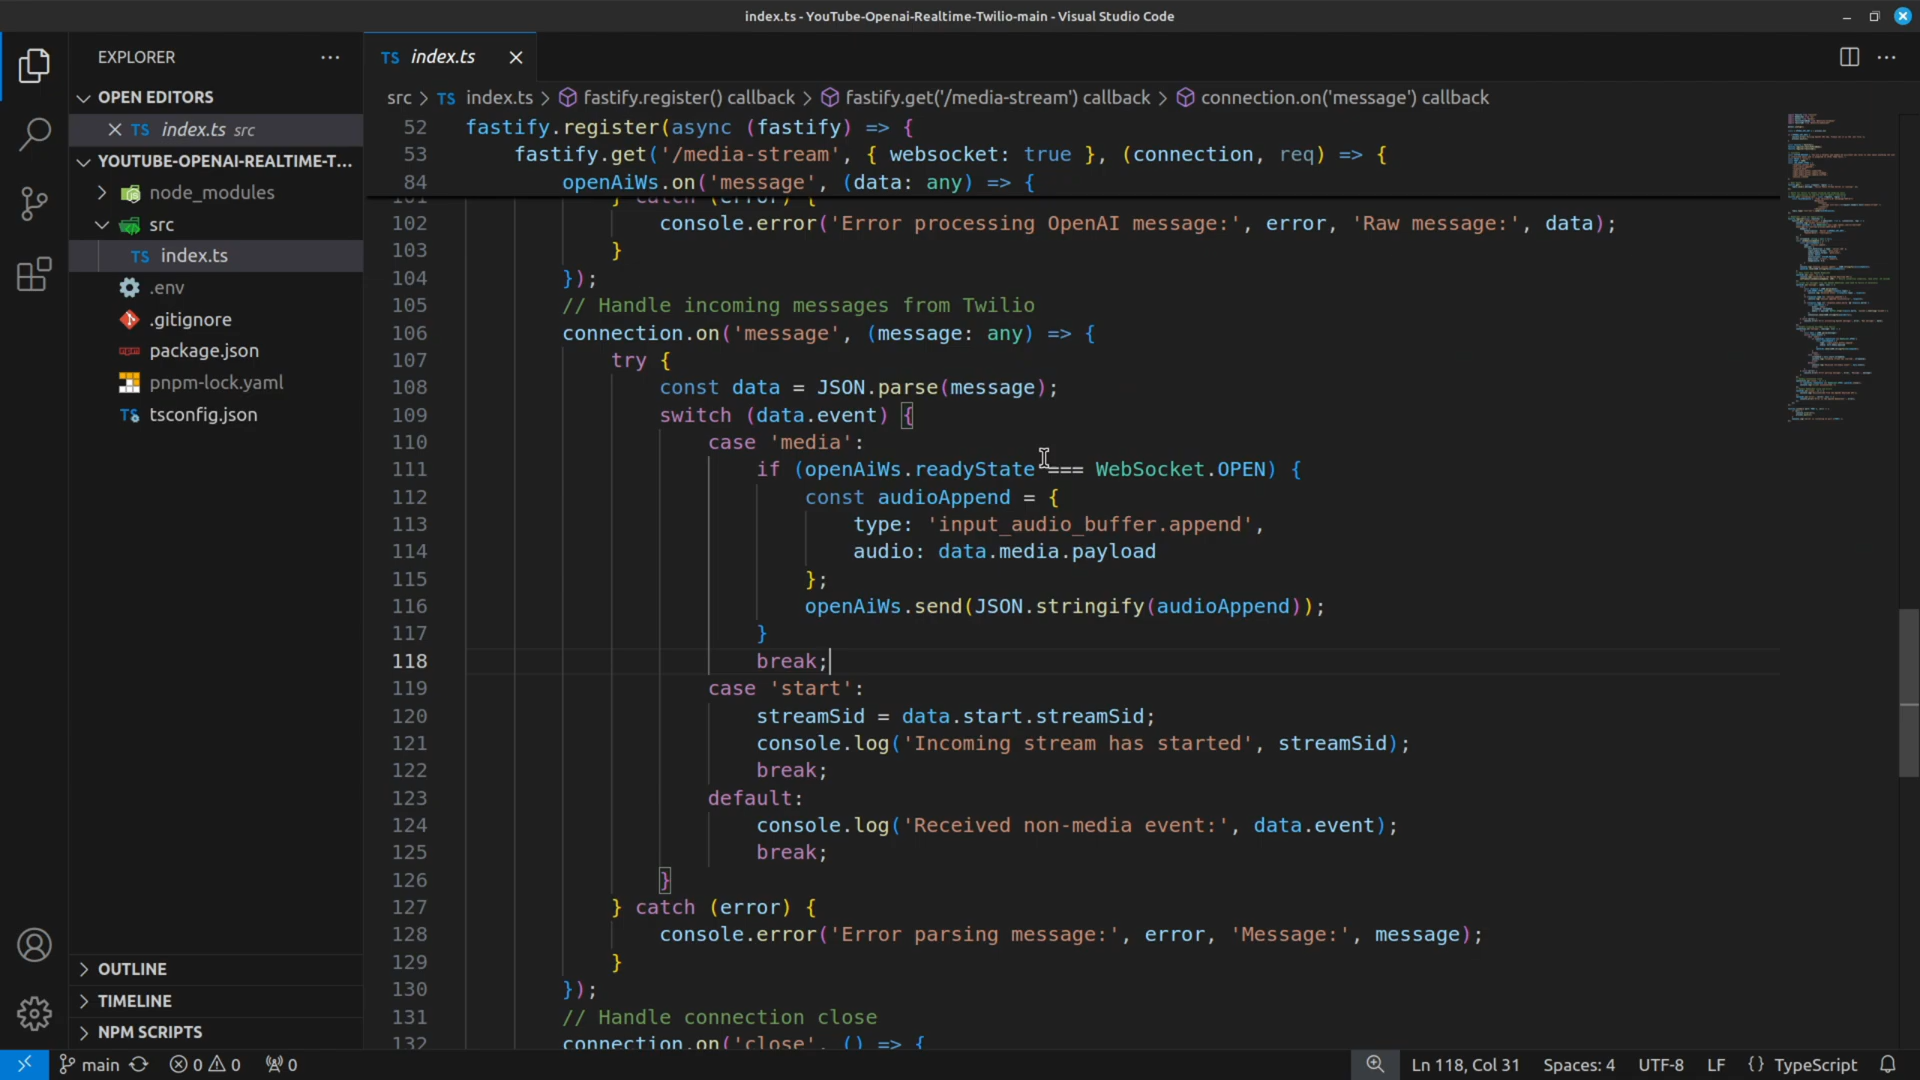 index.ts - YouTube-Openai-Realtime-Twilio-main - Visual Studio Code
EXPLORER
OPEN EDITORS
TS index.ts src
YOUTUBE-OPENAI-REALTIME-T...
node_modules
src
TS index.ts
.env
.gitignore
package.json
pnpm-lock.yaml
tsconfig.json
OUTLINE
TIMELINE
NPM SCRIPTS
TS index.ts
src > TS index.ts > fastify.register() callback > fastify.get('/media-stream') callback > connection.on('message') callback
52 fastify.register(async (fastify) => {
53 fastify.get('/media-stream', { websocket: true }, (connection, req) => {
84 openAiWs.on('message', (data: any) => {
101 } catch (error) {
102 console.error('Error processing OpenAI message:', error, 'Raw message:', data);
103 }
104 });
105 // Handle incoming messages from Twilio
106 connection.on('message', (message: any) => {
107 try {
108 const data = JSON.parse(message);
109 switch (data.event) {
110 case 'media':
111 if (openAiWs.readyState === WebSocket.OPEN) {
112 const audioAppend = {
113 type: 'input_audio_buffer.append',
114 audio: data.media.payload
115 };
116 openAiWs.send(JSON.stringify(audioAppend));
117 }
118 break;
119 case 'start':
120 streamSid = data.start.streamSid;
121 console.log('Incoming stream has started', streamSid);
122 break;
123 default:
124 console.log('Received non-media event:', data.event);
125 break;
126 }
127 } catch (error) {
128 console.error('Error parsing message:', error, 'Message:', message);
129 }
130 });
131 // Handle connection close
132 connection.on('close', () => {
main 0 0 0 Ln 118, Col 31 Spaces: 4 UTF-8 LF {} TypeScript